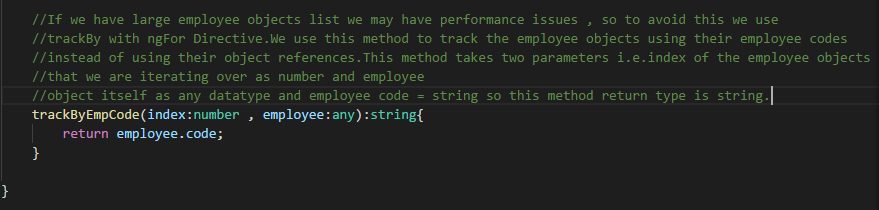 //If we have large employee objects list we may have performance issues , so to avoid this we use
//trackBy with ngFor Directive.We use this method to track the employee objects using their employee codes
//instead of using their object references.This method takes two parameters i.e.index of the employee objects
//that we are iterating over as number and employee
//object itself as any datatype and employee code = string so this method return type is string.
trackByEmpCode(index:number , employee:any):string{
return employee.code;
}
}